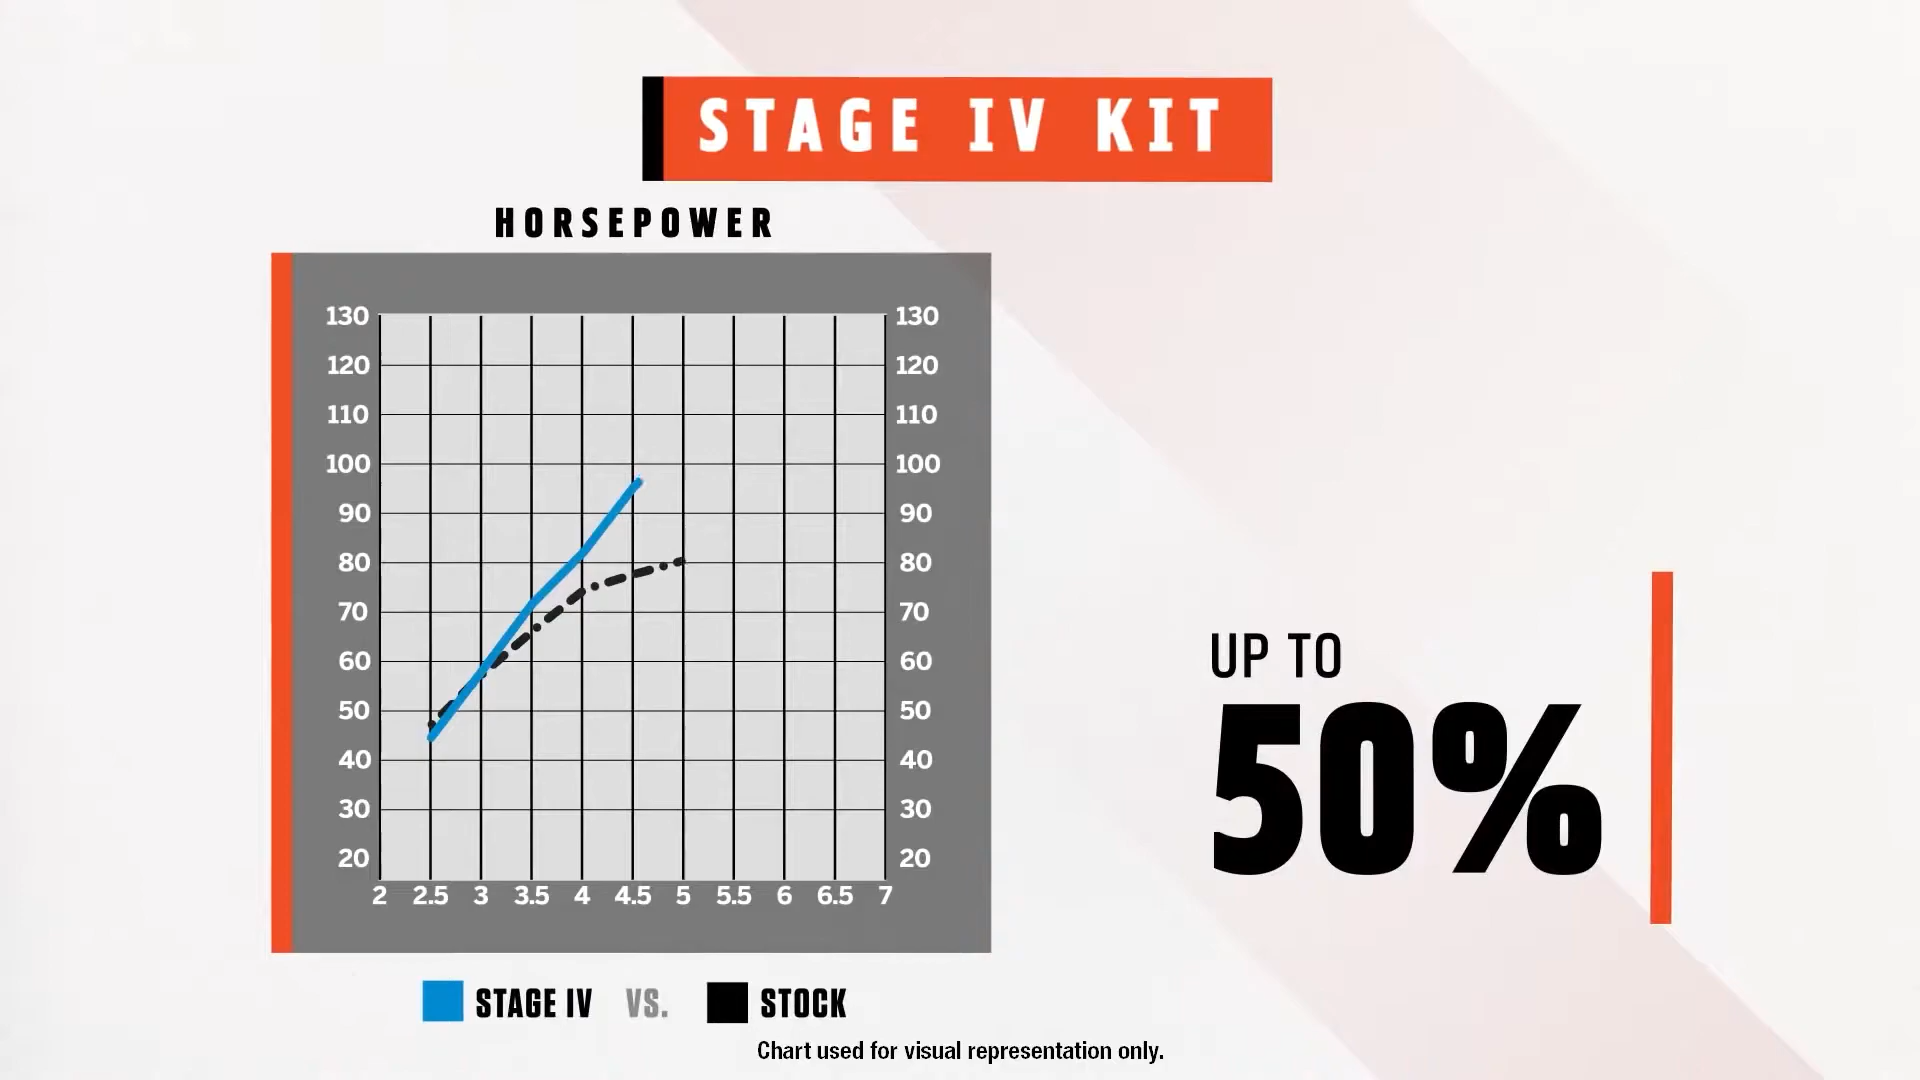 STAGE IV KIT
HORSEPOWER
130 130
120 120
110 110
100 100
90 90
80 80
70 70
60 60
50 50
40 40
30 30
20 20
2 2.5 3 3.5 4 4.5 5 5.5 6 6.5 7
STAGE IV VS. STOCK
UP TO
50%
Chart used for visual representation only.